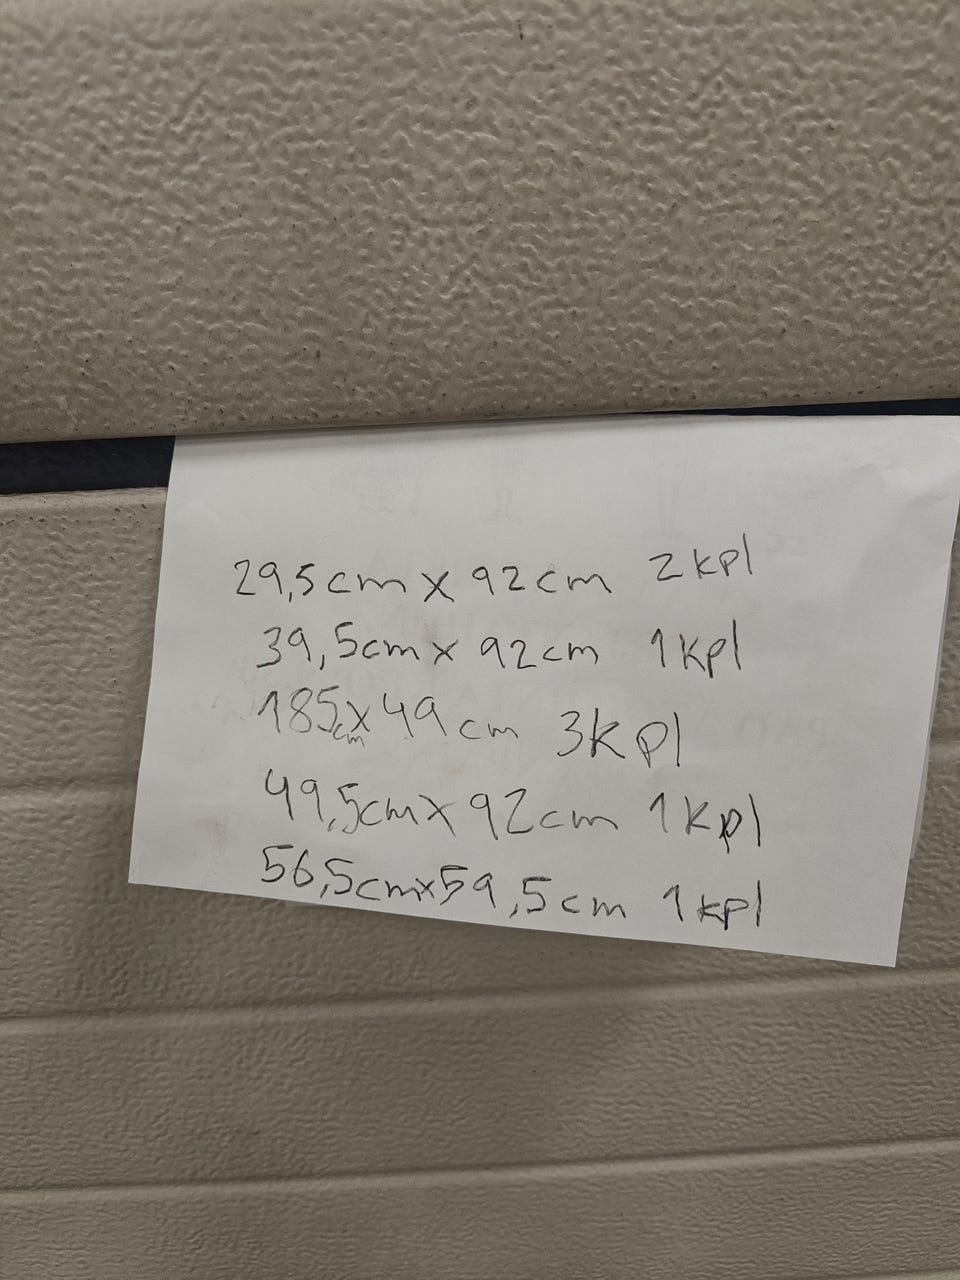 29,5cm x 92cm 2kpl
39,5cm x 92cm 1kpl
185cm x 49cm 3kpl
49,5cm x 92cm 1kpl
56,5cm x 59,5cm 1kpl